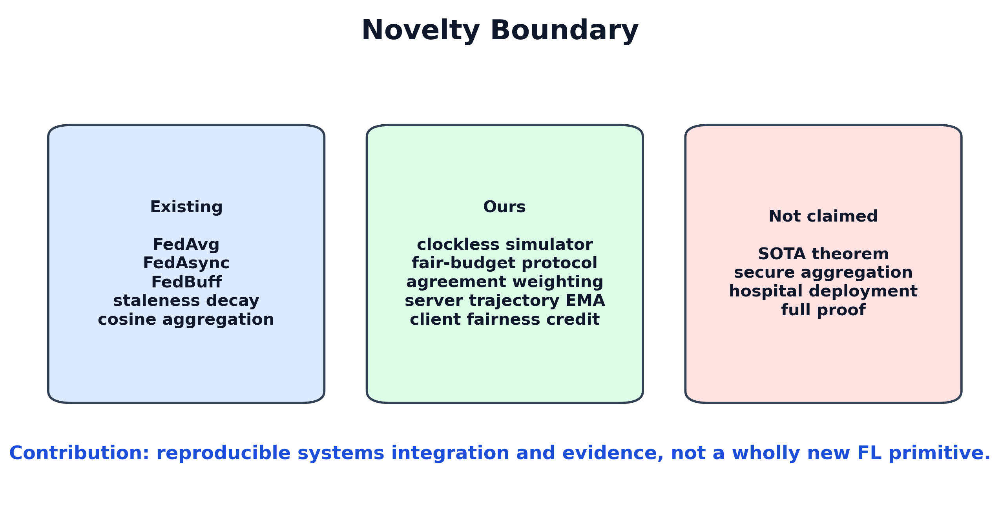 Novelty Boundary
Existing
FedAvg
FedAsync
FedBuff
staleness decay
cosine aggregation
Ours
clockless simulator
fair-budget protocol
agreement weighting
server trajectory EMA
client fairness credit
Not claimed
SOTA theorem
secure aggregation
hospital deployment
full proof
Contribution: reproducible systems integration and evidence, not a wholly new FL primitive.